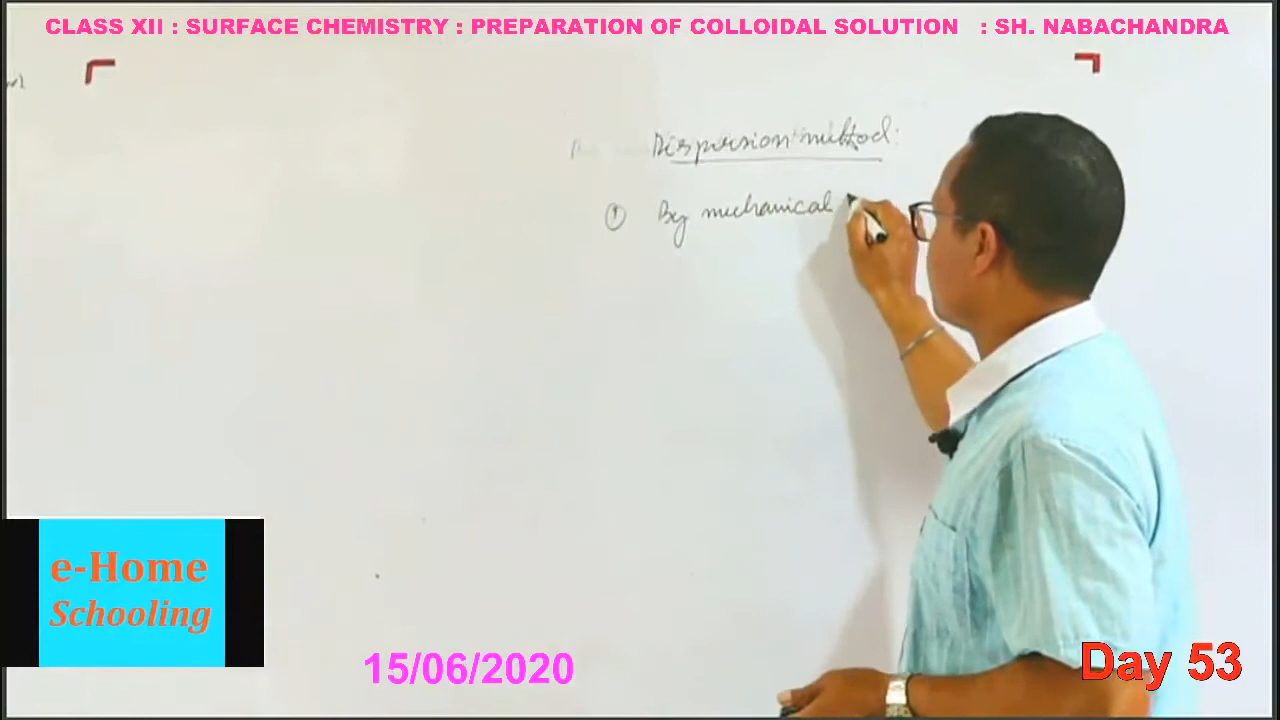 CLASS XII : SURFACE CHEMISTRY : PREPARATION OF COLLOIDAL SOLUTION : SH. NABACHANDRA
Dispersion method:
① By mechanical
e-Home
Schooling
15/06/2020
Day 53